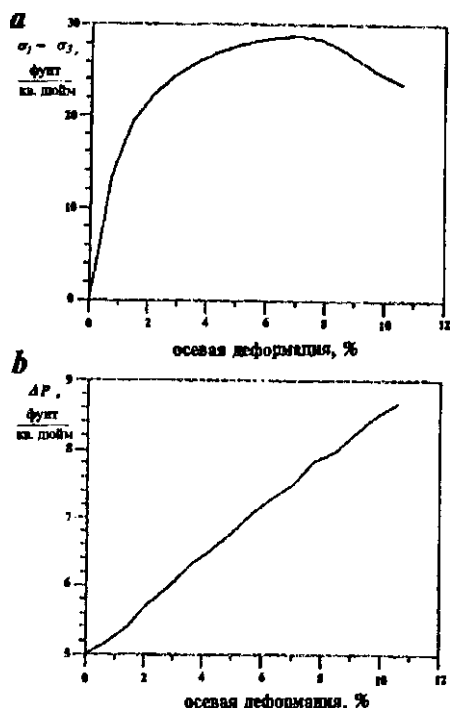 a
σ₁ – σ₃,
фунт
кв. дюйм
30
20
10
0
0 2 4 6 8 10 12
осевая деформация, %
b
ΔP,
фунт
кв. дюйм
9
8
7
6
5
0 2 4 6 8 10 12
осевая деформация, %